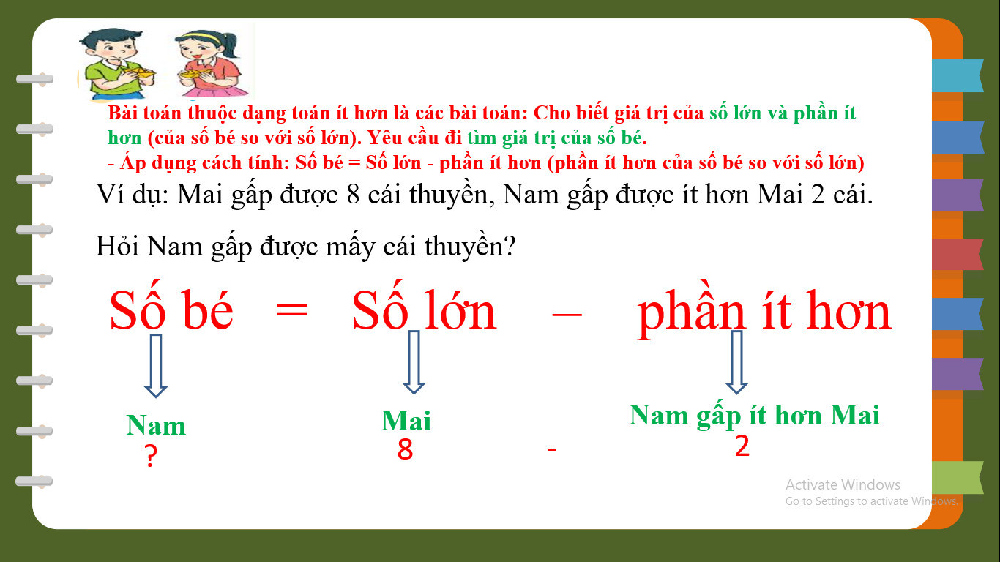 Bài toán thuộc dạng toán ít hơn là các bài toán: Cho biết giá trị của số lớn và phần ít
hơn (của số bé so với số lớn). Yêu cầu đi tìm giá trị của số bé.
- Áp dụng cách tính: Số bé = Số lớn - phần ít hơn (phần ít hơn của số bé so với số lớn)
Ví dụ: Mai gấp được 8 cái thuyền, Nam gấp được ít hơn Mai 2 cái.
Hỏi Nam gấp được mấy cái thuyền?
Số bé = Số lớn – phần ít hơn
Nam Mai Nam gấp ít hơn Mai
? 8 - 2
Activate Windows
Go to Settings to activate Windows.